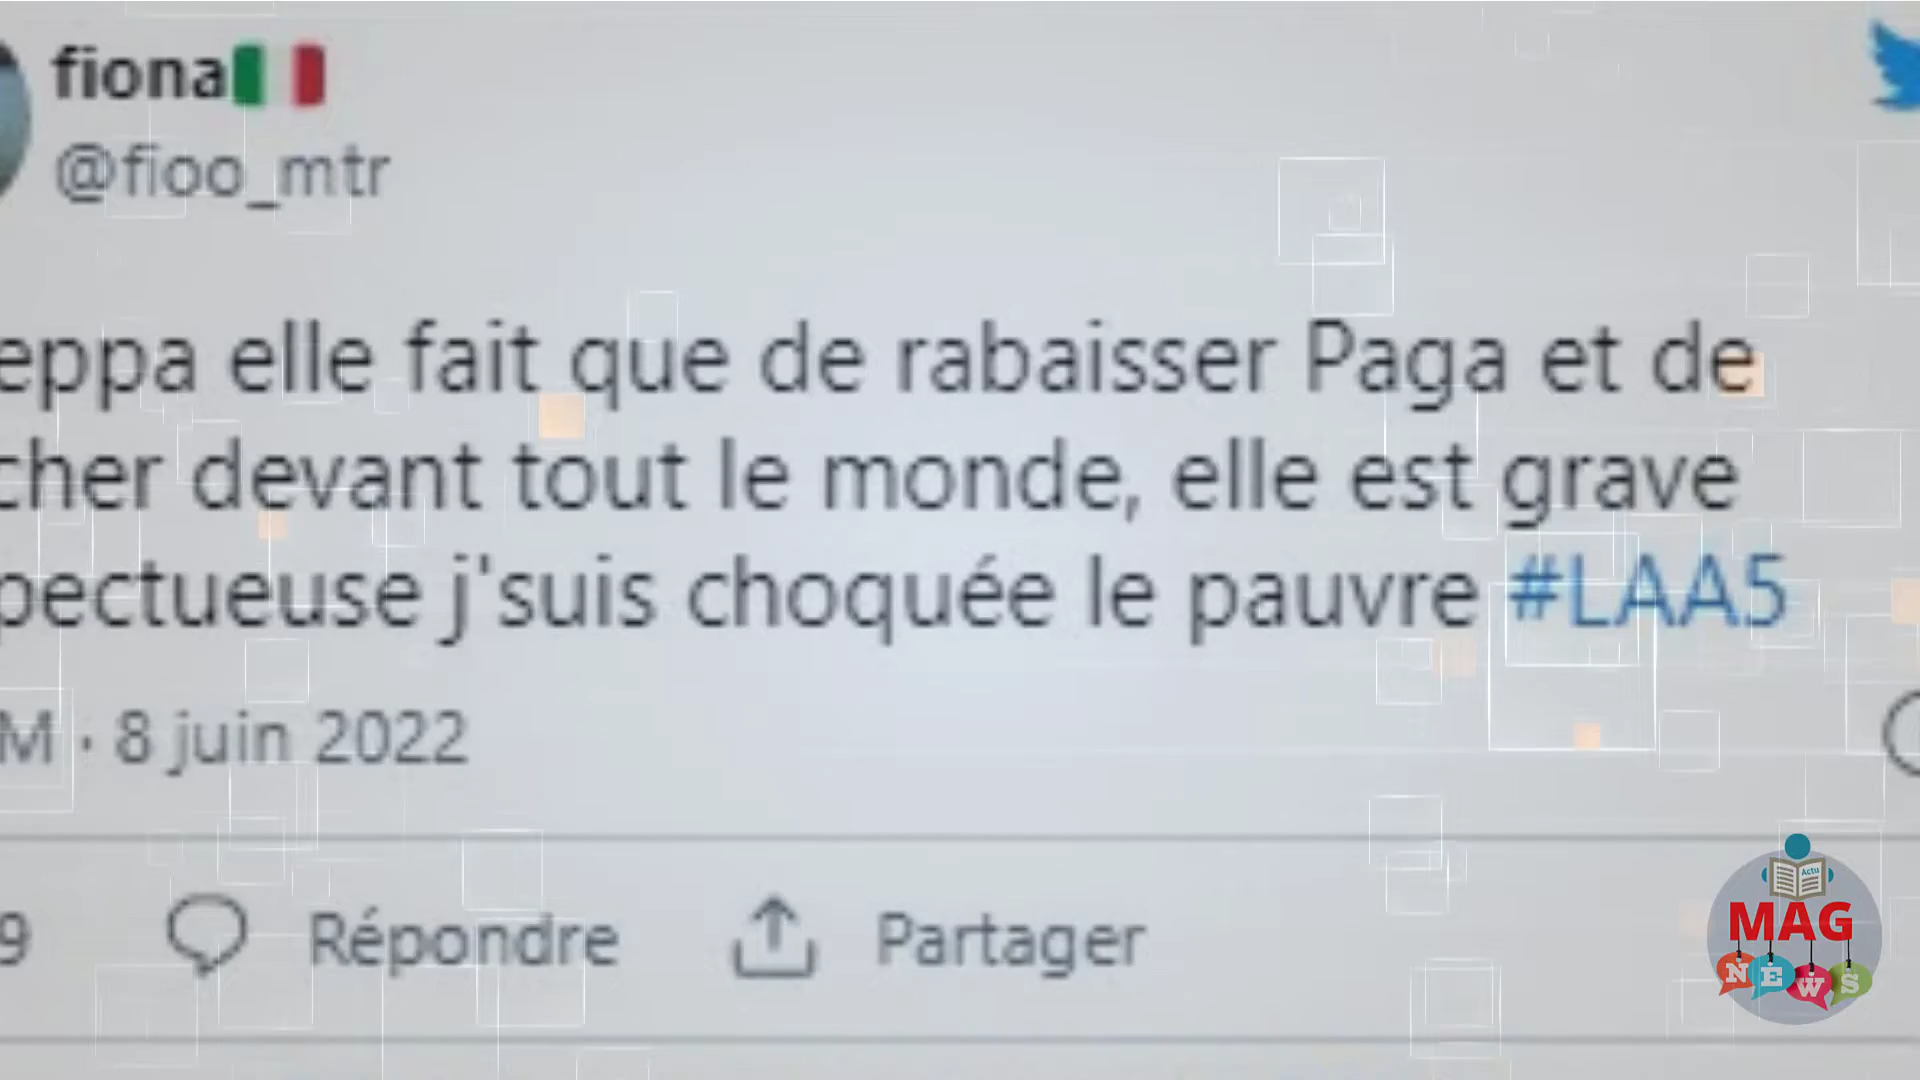 fiona
@fioo_mtr
eppa elle fait que de rabaisser Paga et de
cher devant tout le monde, elle est grave
pectueuse j'suis choquée le pauvre #LAA5
M · 8 juin 2022
9 Répondre Partager
Actu
MAG
NEWS